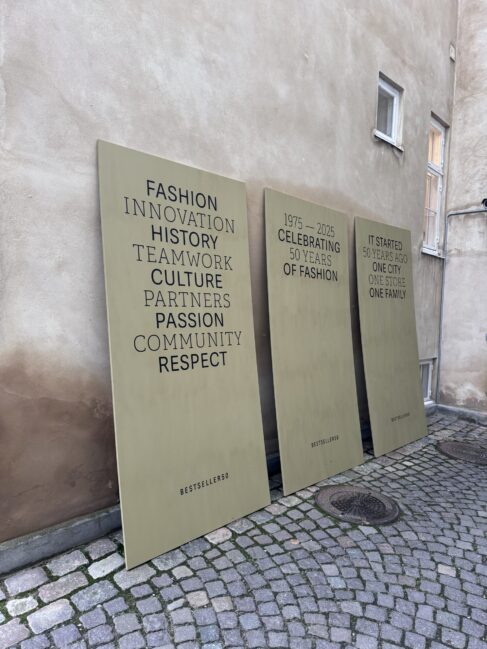 FASHION
INNOVATION
HISTORY
TEAMWORK
CULTURE
PARTNERS
PASSION
COMMUNITY
RESPECT
BESTSELLER50
1975 — 2025
CELEBRATING
50 YEARS
OF FASHION
BESTSELLER50
IT STARTED
50 YEARS AGO
ONE CITY
ONE STORE
ONE FAMILY
BESTSELLER50